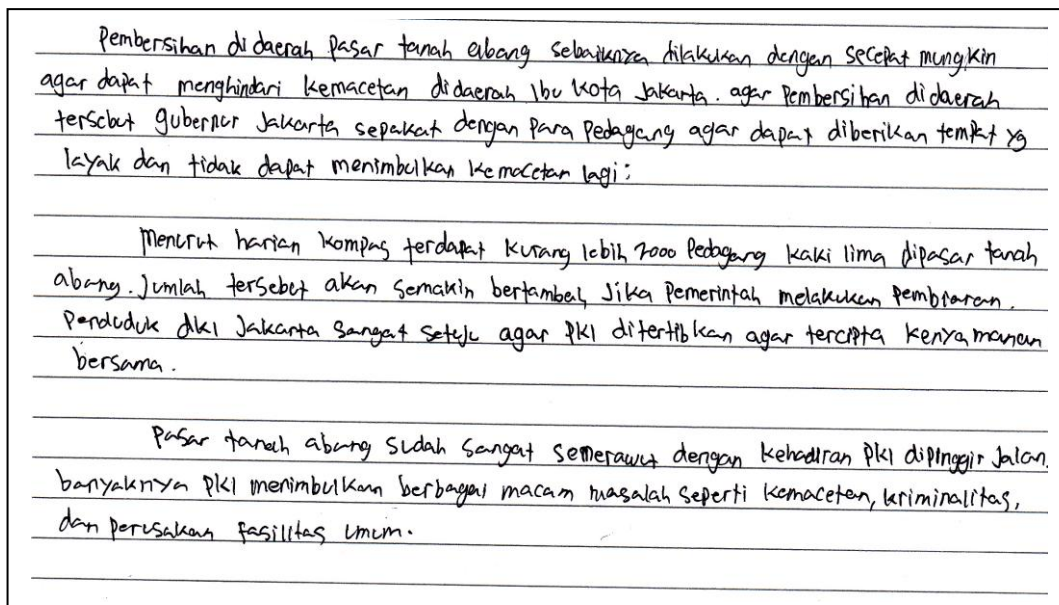 Pembersihan di daerah Pasar tanah abang sebaiknya dilakukan dengan secepat mungkin
agar dapat menghindari kemacetan didaerah Ibu Kota Jakarta. agar Pembersihan didaerah
tersebut gubernur Jakarta sepakat dengan Para Pedagang agar dapat diberikan tempat yg
layak dan tidak dapat menimbulkan kemacetan lagi:
Menurut harian Kompas terdapat kurang lebih 2000 Pedagang kaki lima dipasar tanah
abang. Jumlah tersebut akan semakin bertambah Jika Pemerintah melakukan Pembiaran.
Penduduk dki Jakarta sangat setuju agar Pkl ditertibkan agar tercipta kenyamanan
bersama.
Pasar tanah abang sudah sangat semerawut dengan kehadiran Pkl dipinggir Jalan.
banyaknya Pkl menimbulkan berbagai macam masalah seperti kemacetan, kriminalitas,
dan perusakan fasilitas umum.